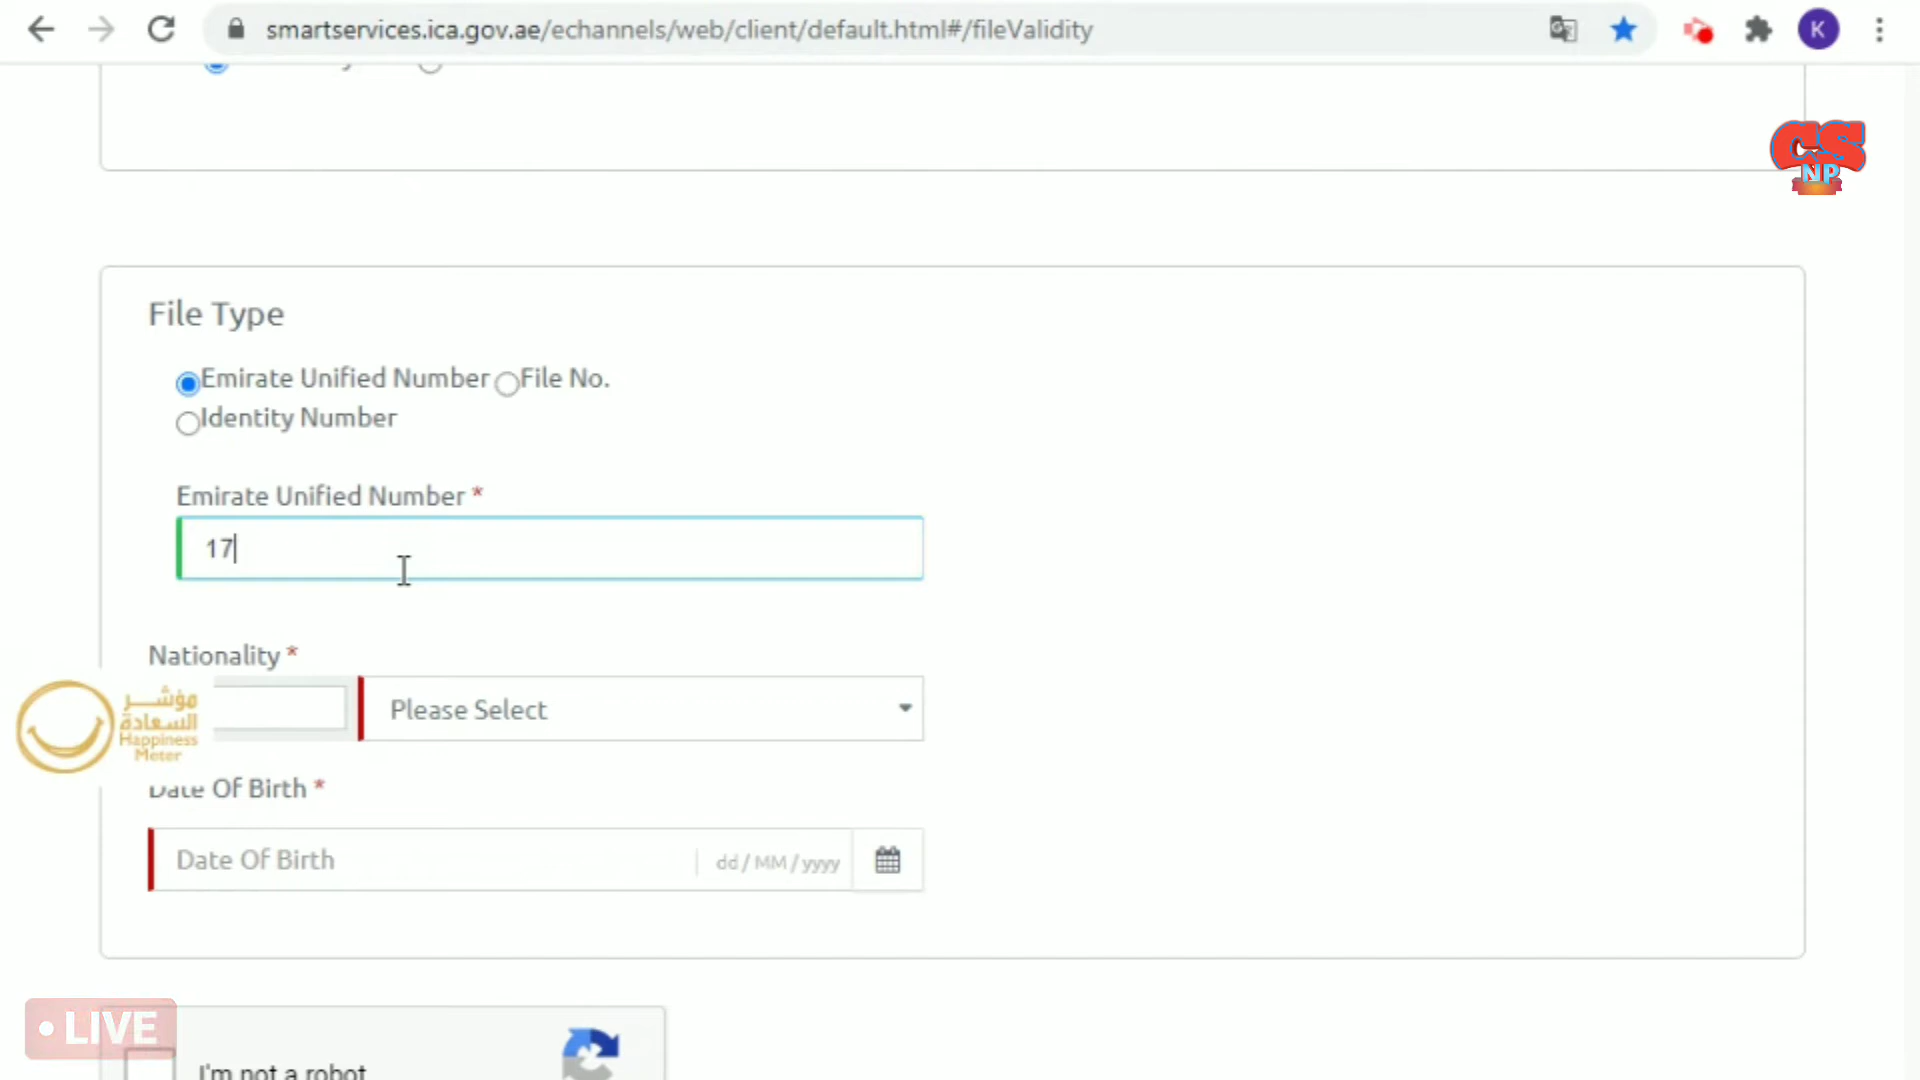 smartservices.ica.gov.ae/echannels/web/client/default.html#/fileValidity
K
CS
NP
File Type
Emirate Unified Number File No.
Identity Number
Emirate Unified Number *
17
Nationality *
Please Select
مؤشر
السعادة
Happiness
Meter
Date Of Birth *
Date Of Birth dd / MM / yyyy
• LIVE
I'm not a robot